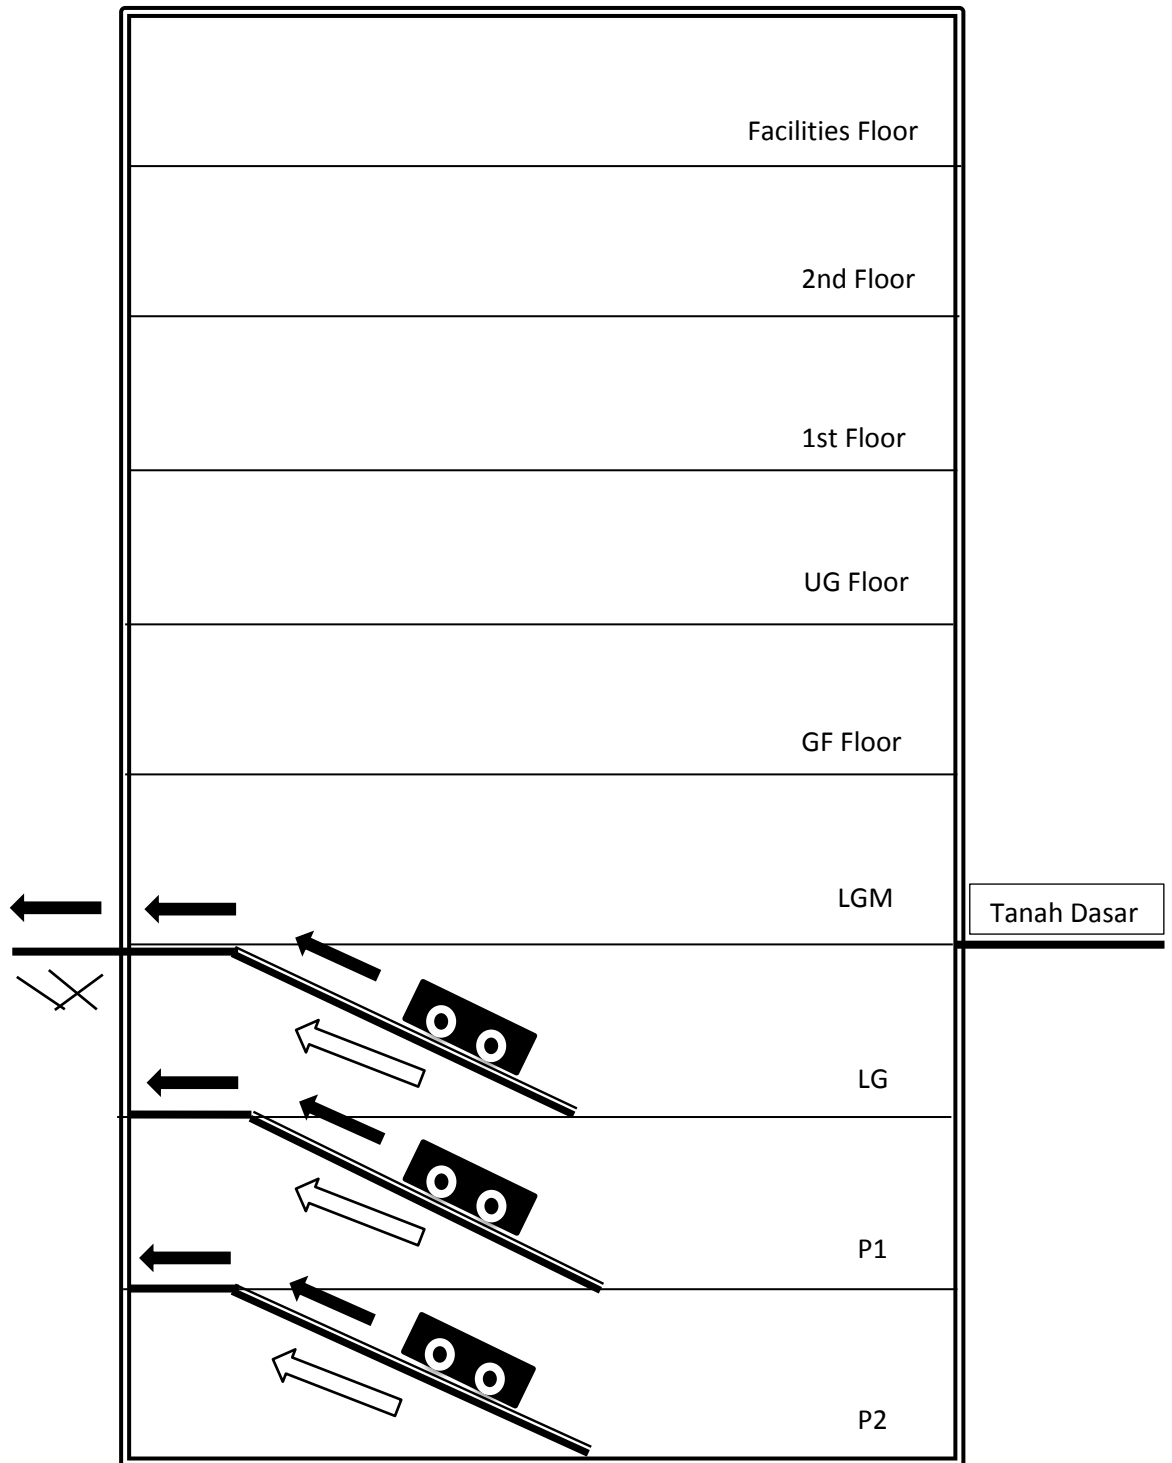 Facilities Floor
2nd Floor
1st Floor
UG Floor
GF Floor
LGM
Tanah Dasar
LG
P1
P2